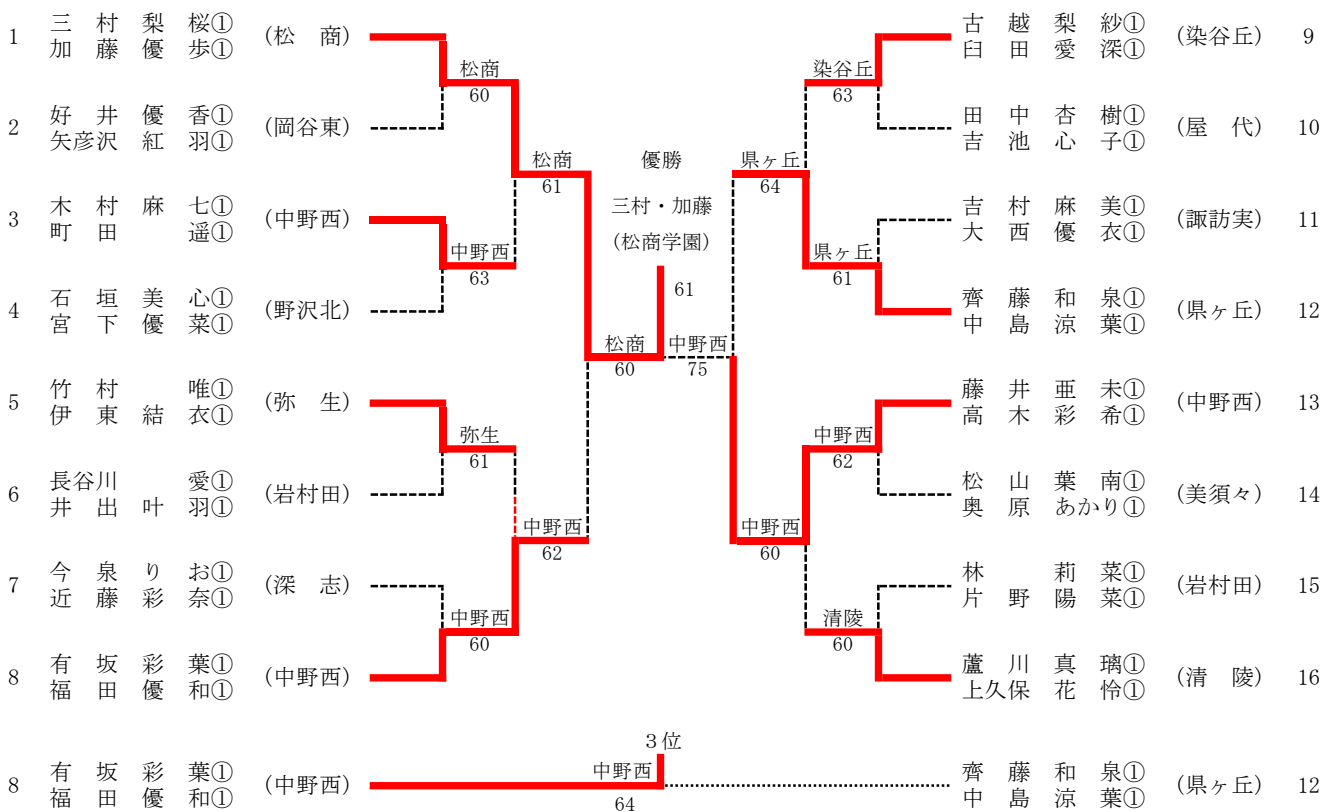 1 三村梨桜① 加藤優歩① (松商)
2 好井優香① 矢彦沢紅羽① (岡谷東)
3 木村麻七① 町田遥① (中野西)
4 石垣美心① 宮下優菜① (野沢北)
5 竹村唯① 伊東結衣① (弥生)
6 長谷川愛① 井出叶羽① (岩村田)
7 今泉りお① 近藤彩奈① (深志)
8 有坂彩葉① 福田優和① (中野西)
松商
60
中野西
63
弥生
61
中野西
60
松商
61
中野西
62
松商
60
優勝
三村・加藤
(松商学園)
61
中野西
75
県ヶ丘
64
中野西
60
染谷丘
63
県ヶ丘
61
中野西
62
清陵
60
古越梨紗① 臼田愛深① (染谷丘) 9
田中杏樹① 吉池心子① (屋代) 10
吉村麻美① 大西優衣① (諏訪実) 11
齊藤和泉① 中島涼葉① (県ヶ丘) 12
藤井亜未① 高木彩希① (中野西) 13
松山葉南① 奥原あかり① (美須々) 14
林莉菜① 片野陽菜① (岩村田) 15
蘆川真璃① 上久保花怜① (清陵) 16
3位
8 有坂彩葉① 福田優和① (中野西)
中野西
64
齊藤和泉① 中島涼葉① (県ヶ丘) 12